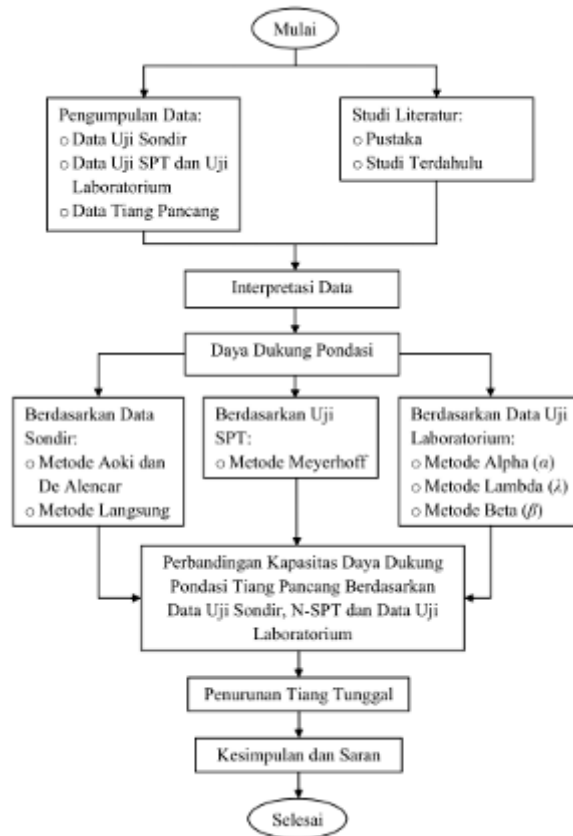 Mulai
Pengumpulan Data:
o Data Uji Sondir
o Data Uji SPT dan Uji
Laboratorium
o Data Tiang Pancang
Studi Literatur:
o Pustaka
o Studi Terdahulu
Interpretasi Data
Daya Dukung Pondasi
Berdasarkan Data
Sondir:
o Metode Aoki dan
De Alencar
o Metode Langsung
Berdasarkan Uji
SPT:
o Metode Meyerhoff
Berdasarkan Data Uji
Laboratorium:
o Metode Alpha (α)
o Metode Lambda (λ)
o Metode Beta (β)
Perbandingan Kapasitas Daya Dukung
Pondasi Tiang Pancang Berdasarkan
Data Uji Sondir, N-SPT dan Data Uji
Laboratorium
Penurunan Tiang Tunggal
Kesimpulan dan Saran
Selesai